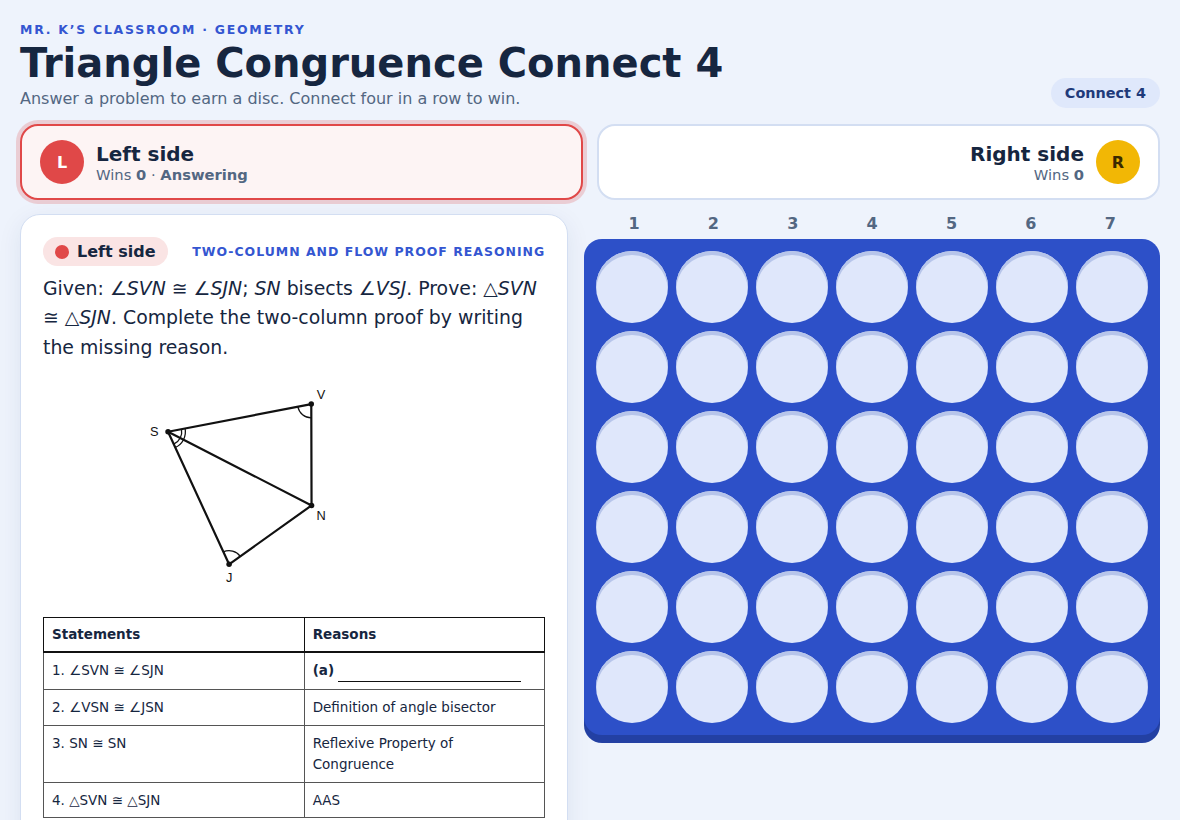 MR. K’S CLASSROOM · GEOMETRY
Triangle Congruence Connect 4
Answer a problem to earn a disc. Connect four in a row to win.
Connect 4
L
Left side
Wins 0 · Answering
Right side
Wins 0
R
Left side
TWO-COLUMN AND FLOW PROOF REASONING
Given: ∠SVN ≅ ∠SJN; SN bisects ∠VSJ. Prove: △SVN
≅ △SJN. Complete the two-column proof by writing
the missing reason.
V
S
N
J
Statements Reasons
1. ∠SVN ≅ ∠SJN (a) ____________________
2. ∠VSN ≅ ∠JSN Definition of angle bisector
3. SN ≅ SN Reflexive Property of
Congruence
4. △SVN ≅ △SJN AAS
1 2 3 4 5 6 7